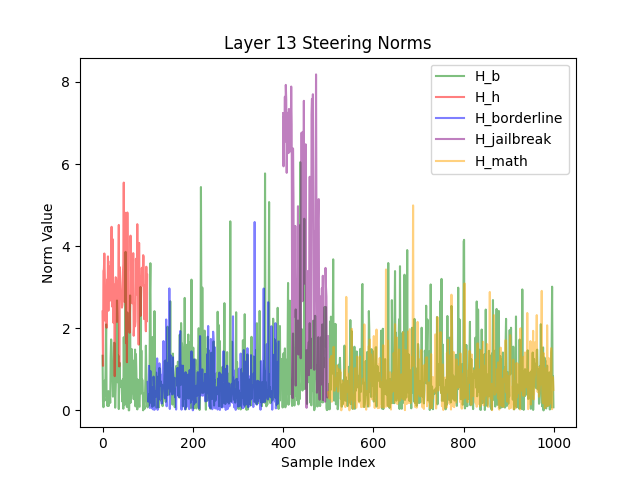 Layer 13 Steering Norms
H_b
H_h
H_borderline
H_jailbreak
H_math
Norm Value
8
6
4
2
0
0 200 400 600 800 1000
Sample Index